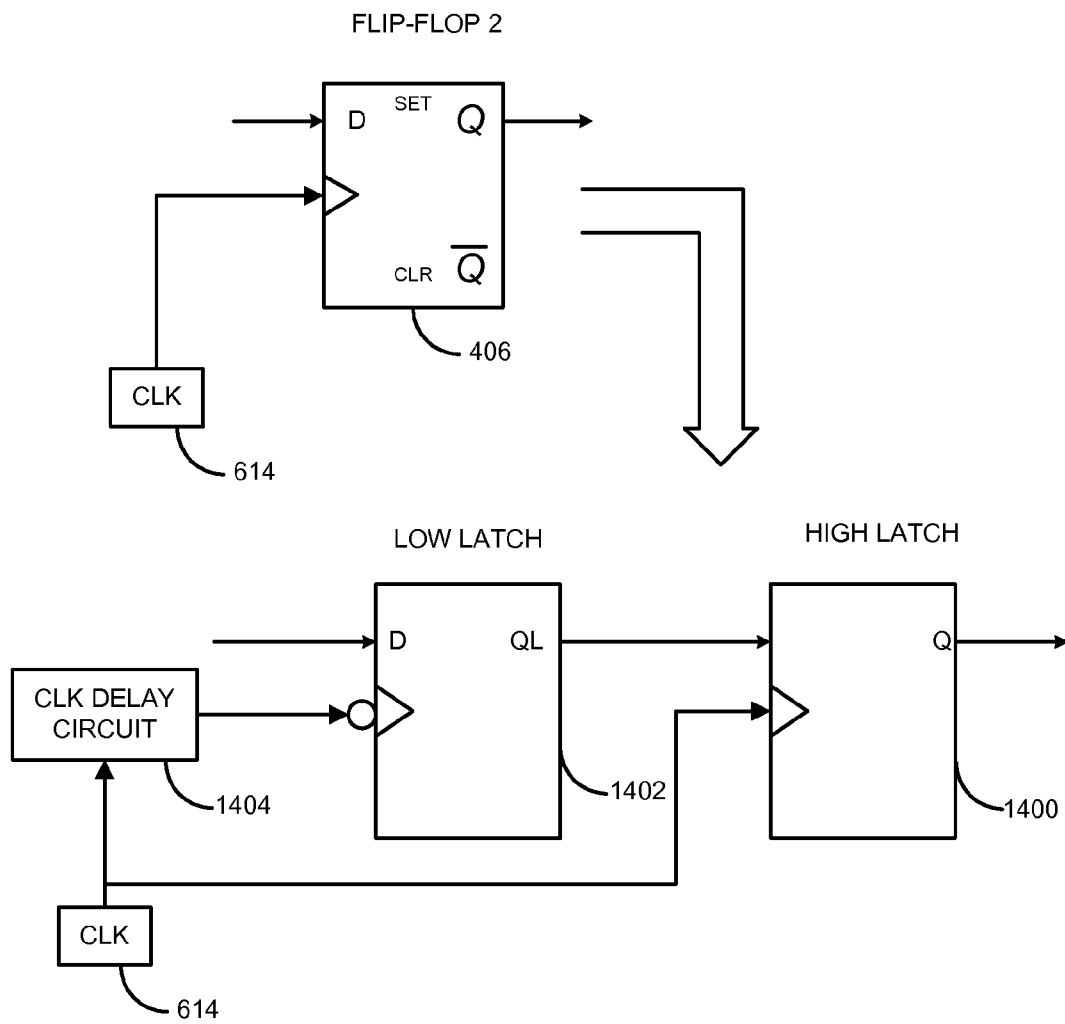 FLIP-FLOP 2
D
SET
Q
CLR
Q̅
406
CLK
614
LOW LATCH
HIGH LATCH
D
QL
Q
CLK DELAY
CIRCUIT
1404
1402
1400
CLK
614